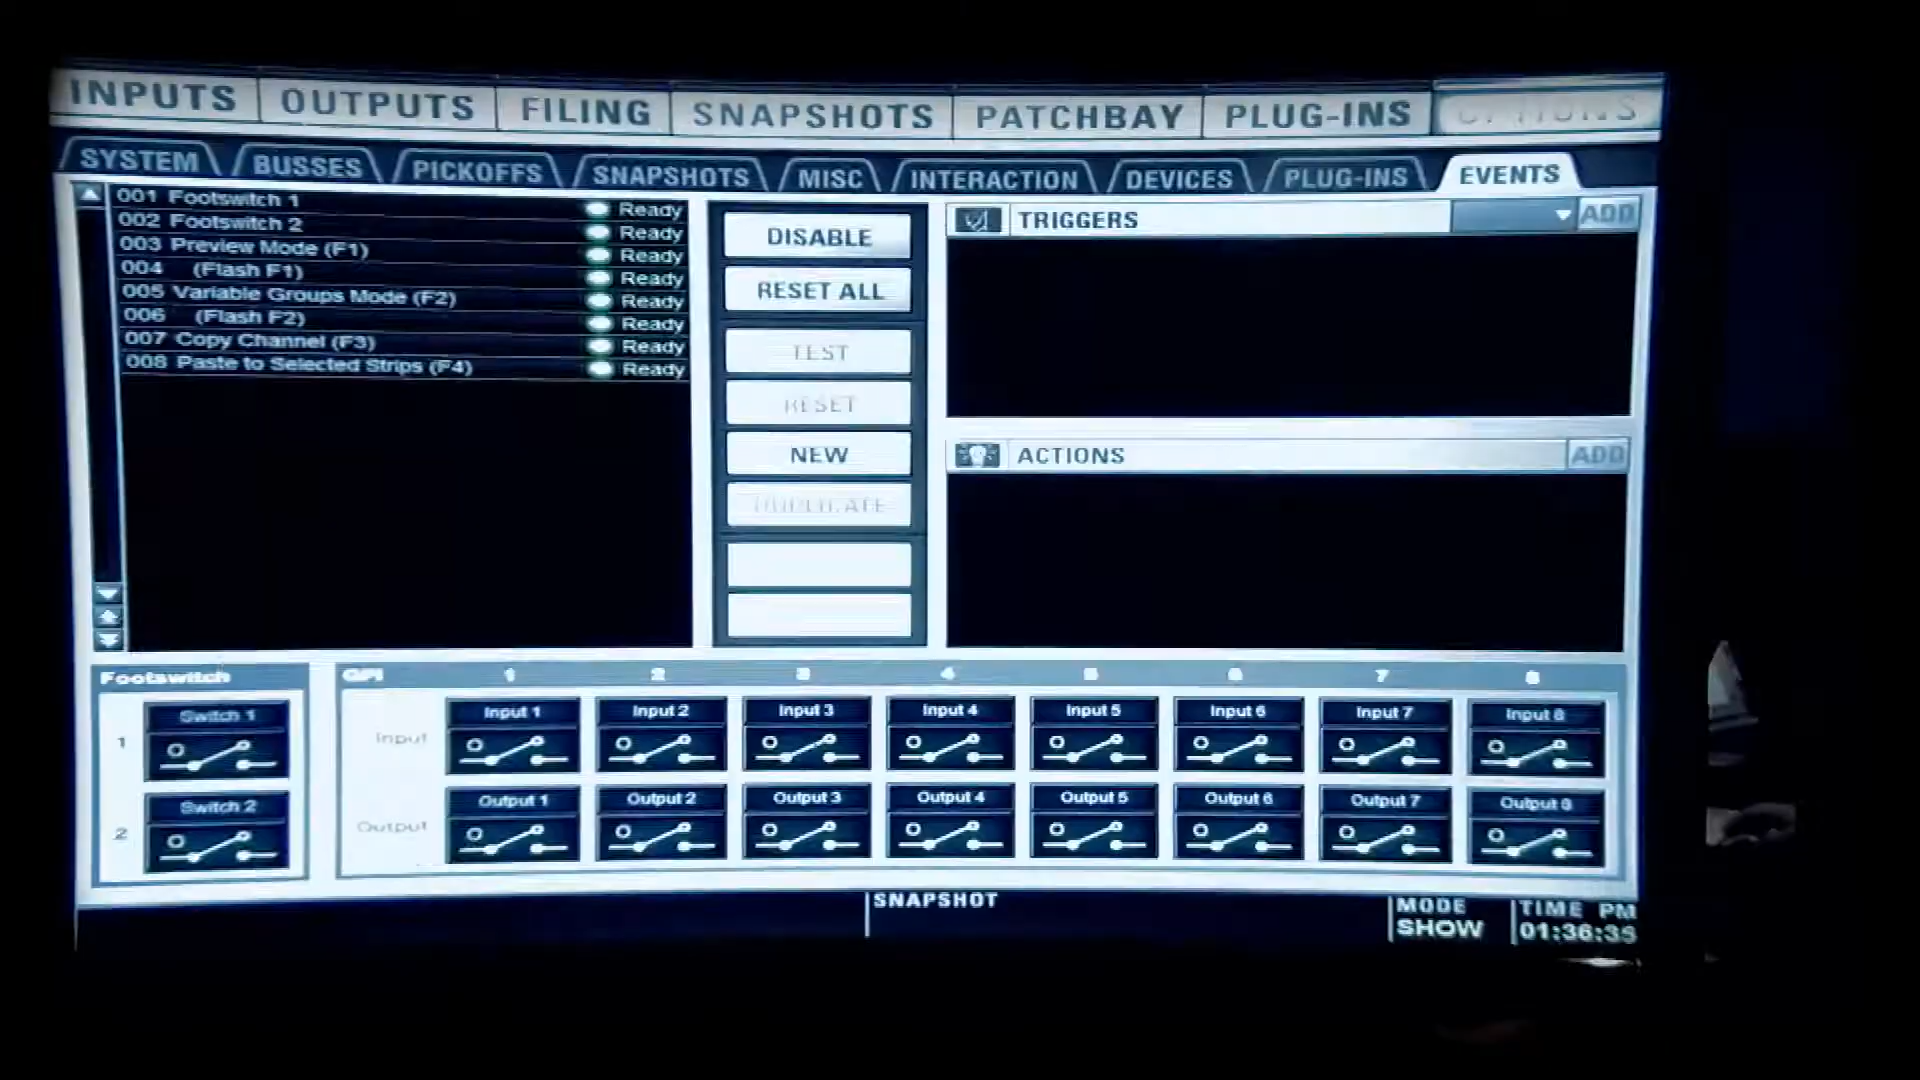 INPUTS OUTPUTS FILING SNAPSHOTS PATCHBAY PLUG-INS OPTIONS
SYSTEM BUSSES PICKOFFS SNAPSHOTS MISC INTERACTION DEVICES PLUG-INS EVENTS
001 Footswitch 1 Ready
002 Footswitch 2 Ready
003 Preview Mode (F1) Ready
004 (Flash F1) Ready
005 Variable Groups Mode (F2) Ready
006 (Flash F2) Ready
007 Copy Channel (F3) Ready
008 Paste to Selected Strips (F4) Ready
DISABLE
RESET ALL
TEST
RESET
NEW
DUPLICATE
TRIGGERS ADD
ACTIONS ADD
Footswitch
1 Switch 1
2 Switch 2
GPI 1 2 3 4 5 6 7 8
Input Input 1 Input 2 Input 3 Input 4 Input 5 Input 6 Input 7 Input 8
Output Output 1 Output 2 Output 3 Output 4 Output 5 Output 6 Output 7 Output 8
SNAPSHOT
MODE
SHOW
TIME PM
01:36:35